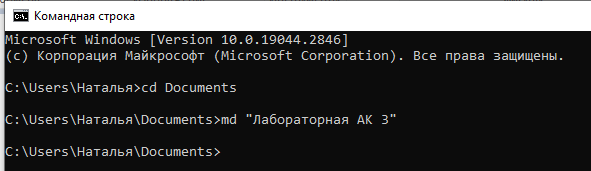 Командная строка
Microsoft Windows [Version 10.0.19044.2846]
(c) Корпорация Майкрософт (Microsoft Corporation). Все права защищены.
C:\Users\Наталья>cd Documents
C:\Users\Наталья\Documents>md "Лабораторная АК 3"
C:\Users\Наталья\Documents>